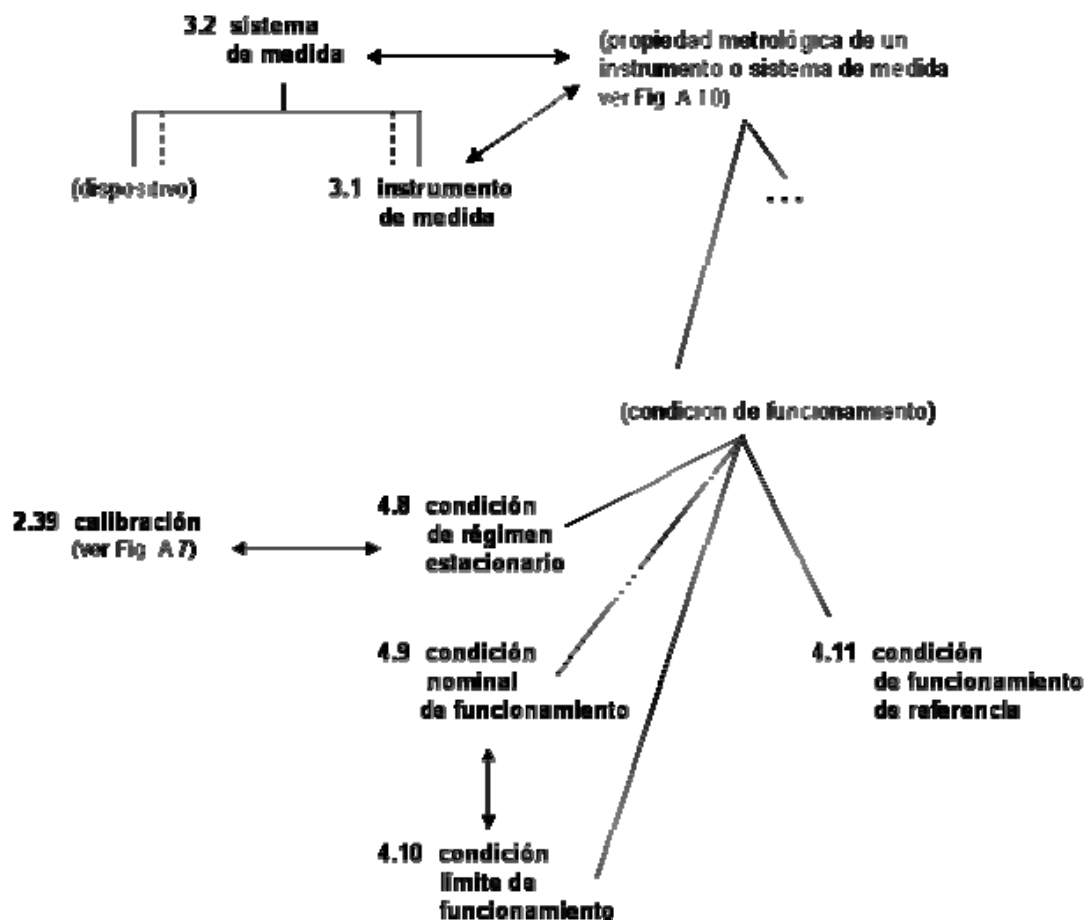 3.2 sistema
de medida
(propiedad metrológica de un
instrumento o sistema de medida
ver Fig. A 10)
(dispositivo)
3.1 instrumento
de medida
...
(condición de funcionamiento)
4.8 condición
de régimen
estacionario
2.39 calibración
(ver Fig. A 7)
4.9 condición
nominal
de funcionamiento
4.11 condición
de funcionamiento
de referencia
4.10 condición
límite de
funcionamiento